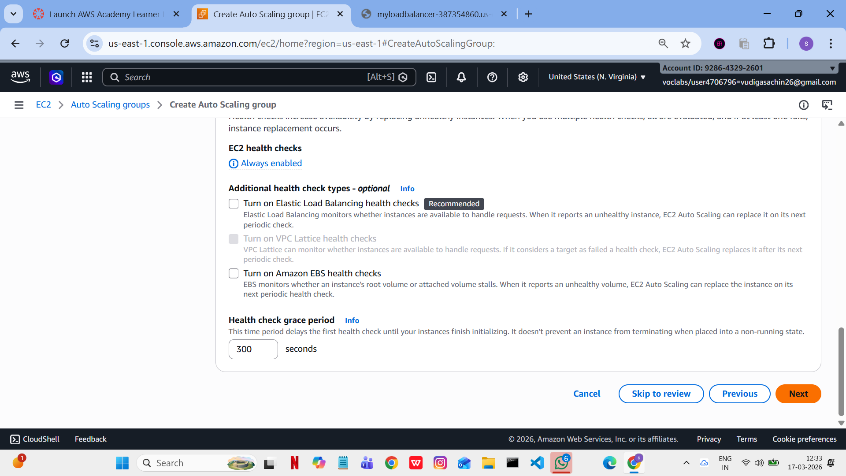 Launch AWS Academy Learner
Create Auto Scaling group | EC2
mybadbalancer-387354860.us-
us-east-1.console.aws.amazon.com/ec2/home?region=us-east-1#CreateAutoScalingGroup:
aws
Search
[Alt+S]
United States (N. Virginia)
Account ID: 9286-4329-2601
voclabs/user4706796=vudigasachin26@gmail.com
EC2
Auto Scaling groups
Create Auto Scaling group
instance replacement occurs.
EC2 health checks
Always enabled
Additional health check types - optional Info
Turn on Elastic Load Balancing health checks Recommended
Elastic Load Balancing monitors whether instances are available to handle requests. When it reports an unhealthy instance, EC2 Auto Scaling can replace it on its next
periodic check.
Turn on VPC Lattice health checks
VPC Lattice can monitor whether instances are available to handle requests. If it considers a target as failed a health check, EC2 Auto Scaling replaces it after its next
periodic check.
Turn on Amazon EBS health checks
EBS monitors whether an instance's root volume or attached volume stalls. When it reports an unhealthy volume, EC2 Auto Scaling can replace the instance on its
next periodic health check.
Health check grace period Info
This time period delays the first health check until your instances finish initializing. It doesn't prevent an instance from terminating when placed into a non-running state.
300 seconds
Cancel
Skip to review
Previous
Next
CloudShell
Feedback
© 2026, Amazon Web Services, Inc. or its affiliates.
Privacy
Terms
Cookie preferences
Search
ENG
IN
12:33
17-03-2026